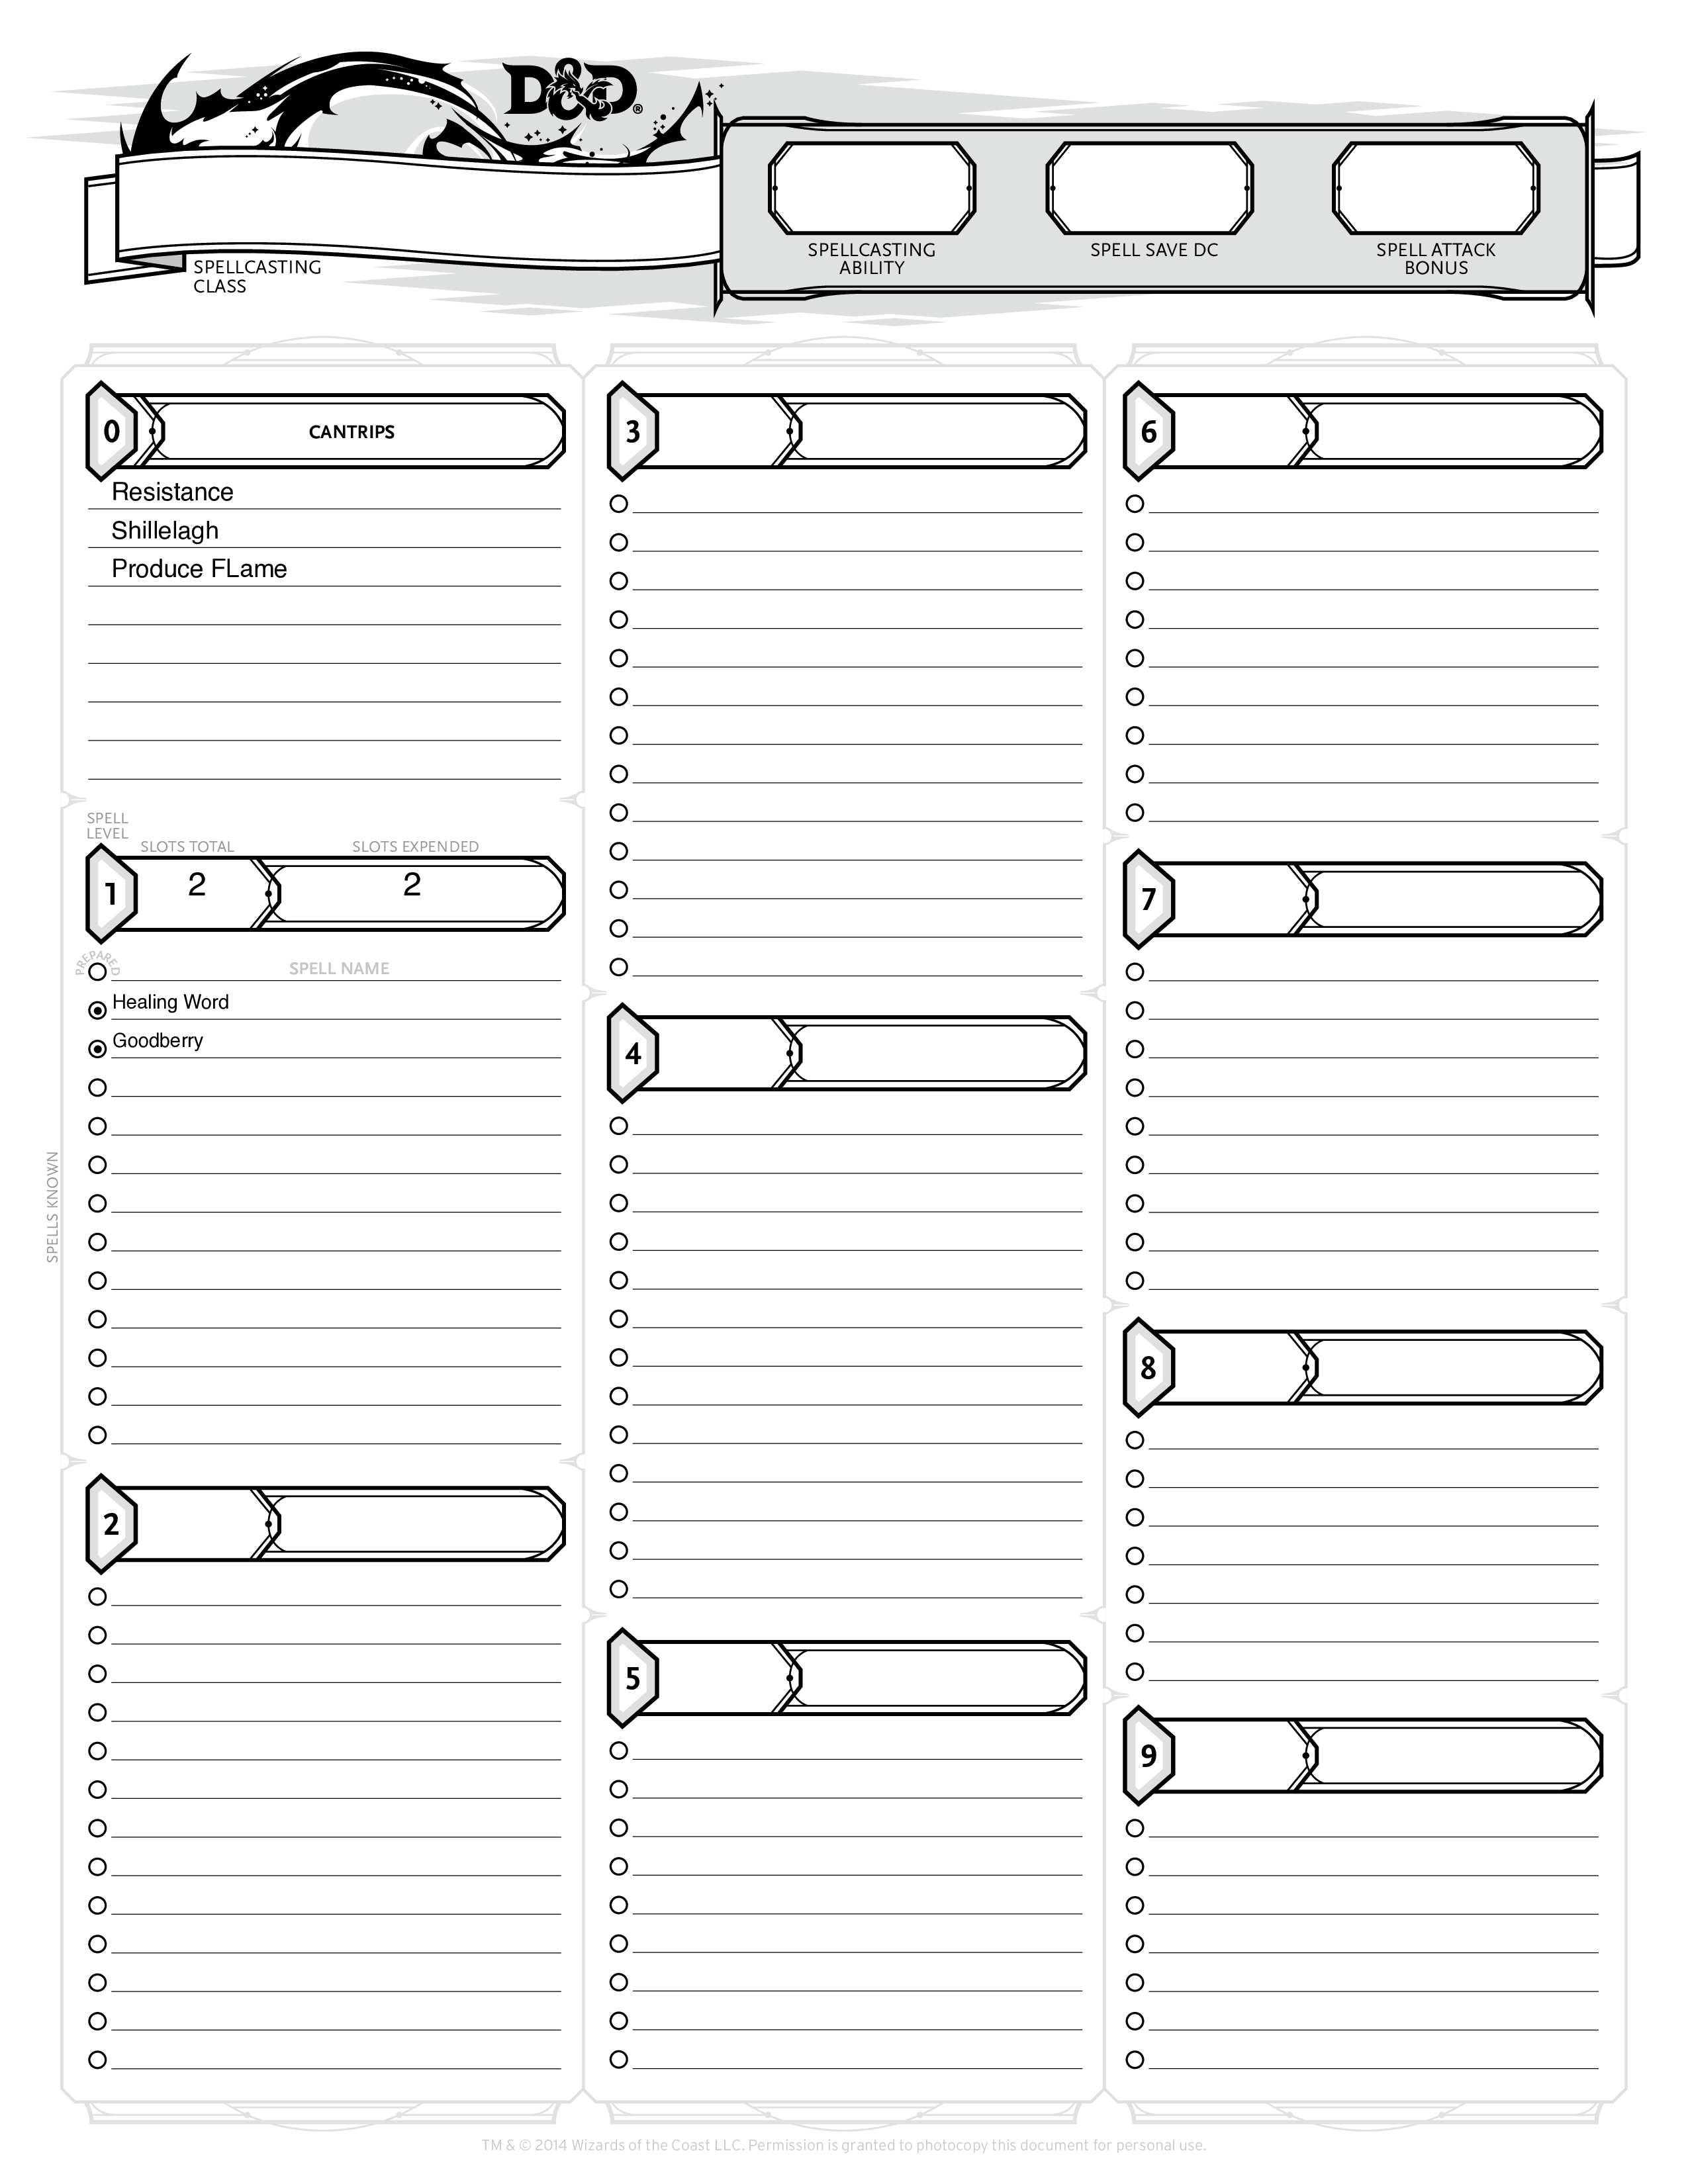 D&D®
SPELLCASTING
CLASS
SPELLCASTING
ABILITY
SPELL SAVE DC
SPELL ATTACK
BONUS
0
CANTRIPS
Resistance
Shillelagh
Produce FLame
SPELL
LEVEL
SLOTS TOTAL
SLOTS EXPENDED
1
2
2
PREPARED
SPELL NAME
Healing Word
Goodberry
SPELLS KNOWN
2
3
4
5
6
7
8
9
TM & © 2014 Wizards of the Coast LLC. Permission is granted to photocopy this document for personal use.